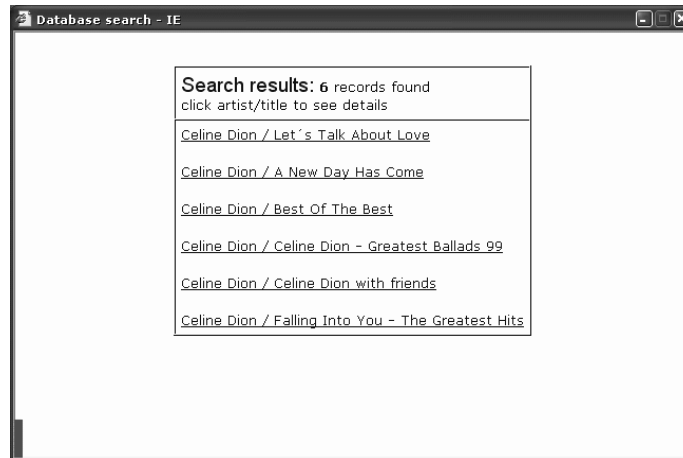 Database search - IE
Search results: 6 records found
click artist/title to see details
Celine Dion / Let´s Talk About Love
Celine Dion / A New Day Has Come
Celine Dion / Best Of The Best
Celine Dion / Celine Dion - Greatest Ballads 99
Celine Dion / Celine Dion with friends
Celine Dion / Falling Into You - The Greatest Hits